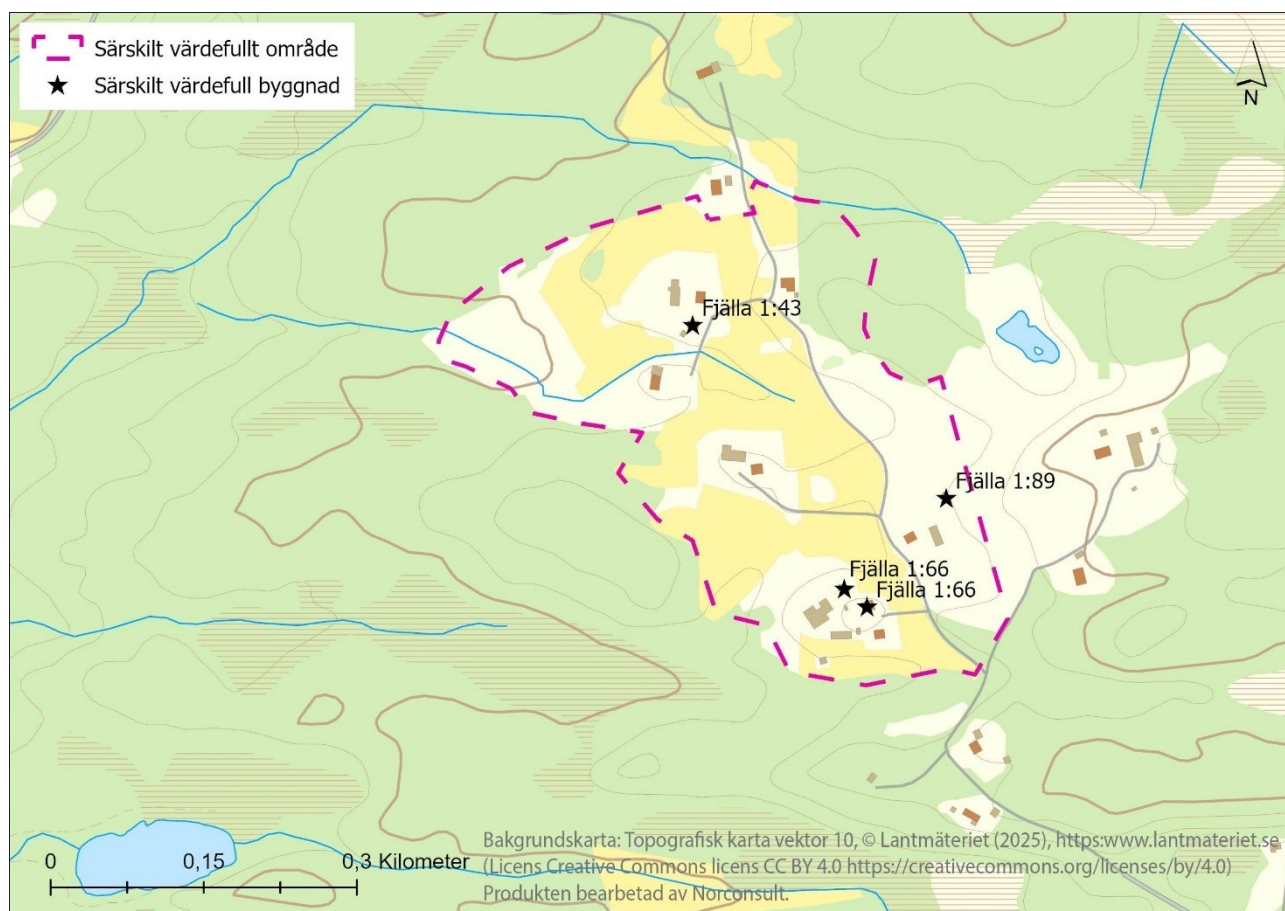 Särskilt värdefullt område
Särskilt värdefull byggnad
N
Fjälla 1:43
Fjälla 1:89
Fjälla 1:66
Fjälla 1:66
0 0,15 0,3 Kilometer
Bakgrundskarta: Topografisk karta vektor 10, © Lantmäteriet (2025), https:www.lantmateriet.se
(Licens Creative Commons licens CC BY 4.0 https://creativecommons.org/licenses/by/4.0)
Produkten bearbetad av Norconsult.